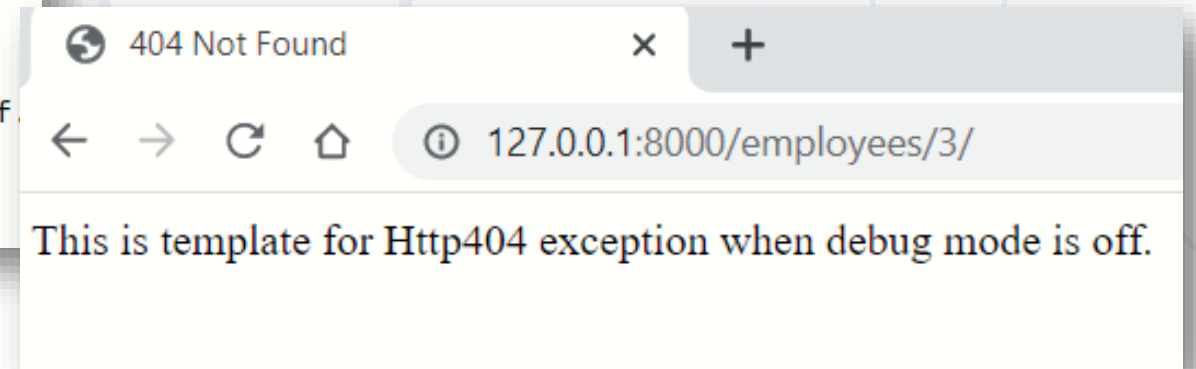 404 Not Found
f.
127.0.0.1:8000/employees/3/
This is template for Http404 exception when debug mode is off.